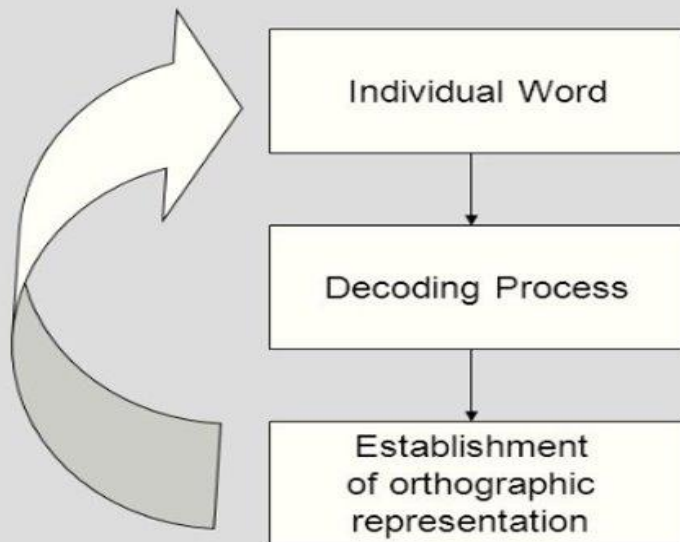 Individual Word
Decoding Process
Establishment
of orthographic
representation